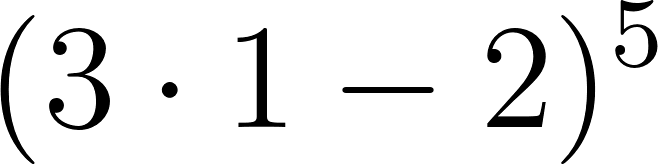 (3 · 1 − 2)⁵